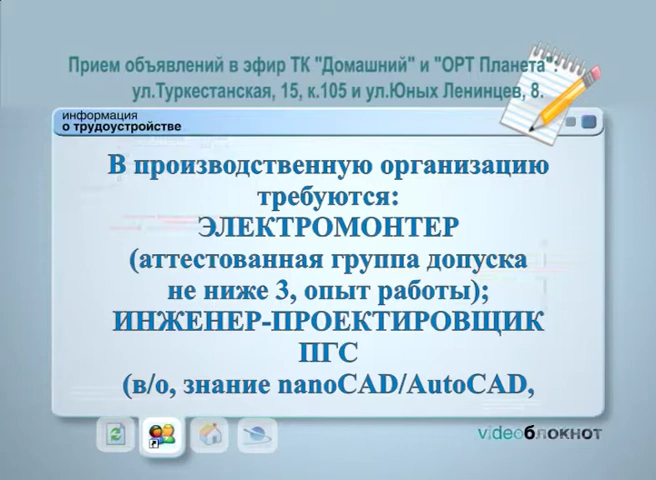 Прием объявлений в эфир ТК "Домашний" и "ОРТ Планета":
ул.Туркестанская, 15, к.105 и ул.Юных Ленинцев, 8.
информация
о трудоустройстве
В производственную организацию
требуются:
ЭЛЕКТРОМОНТЕР
(аттестованная группа допуска
не ниже 3, опыт работы);
ИНЖЕНЕР-ПРОЕКТИРОВЩИК
ПГС
(в/о, знание nanoCAD/AutoCAD,
videoблокнот